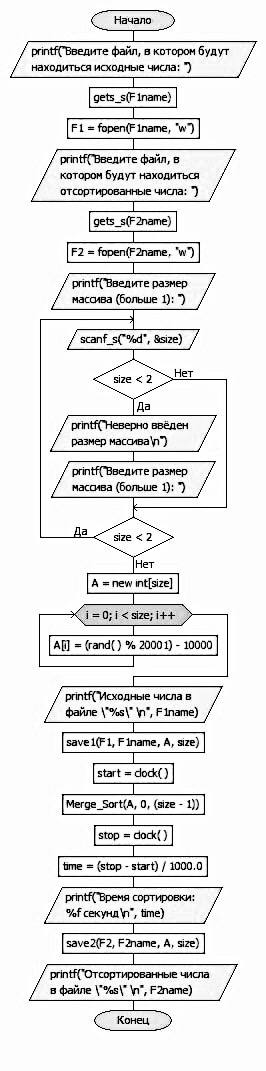 Начало
printf("Введите файл, в котором будут
находиться исходные числа: ")
gets_s(F1name)
F1 = fopen(F1name, "w")
printf("Введите файл, в
котором будут находиться
отсортированные числа: ")
gets_s(F2name)
F2 = fopen(F2name, "w")
printf("Введите размер
массива (больше 1): ")
scanf_s("%d", &size)
size < 2
Нет
Да
printf("Неверно введён
размер массива\n")
printf("Введите размер
массива (больше 1): ")
Да
size < 2
Нет
A = new int[size]
i = 0; i < size; i++
A[i] = (rand( ) % 20001) - 10000
printf("Исходные числа в
файле \"%s\" \n", F1name)
save1(F1, F1name, A, size)
start = clock( )
Merge_Sort(A, 0, (size - 1))
stop = clock( )
time = (stop - start) / 1000.0
printf("Время сортировки:
%f секунд\n", time)
save2(F2, F2name, A, size)
printf("Отсортированные числа
в файле \"%s\" \n", F2name)
Конец